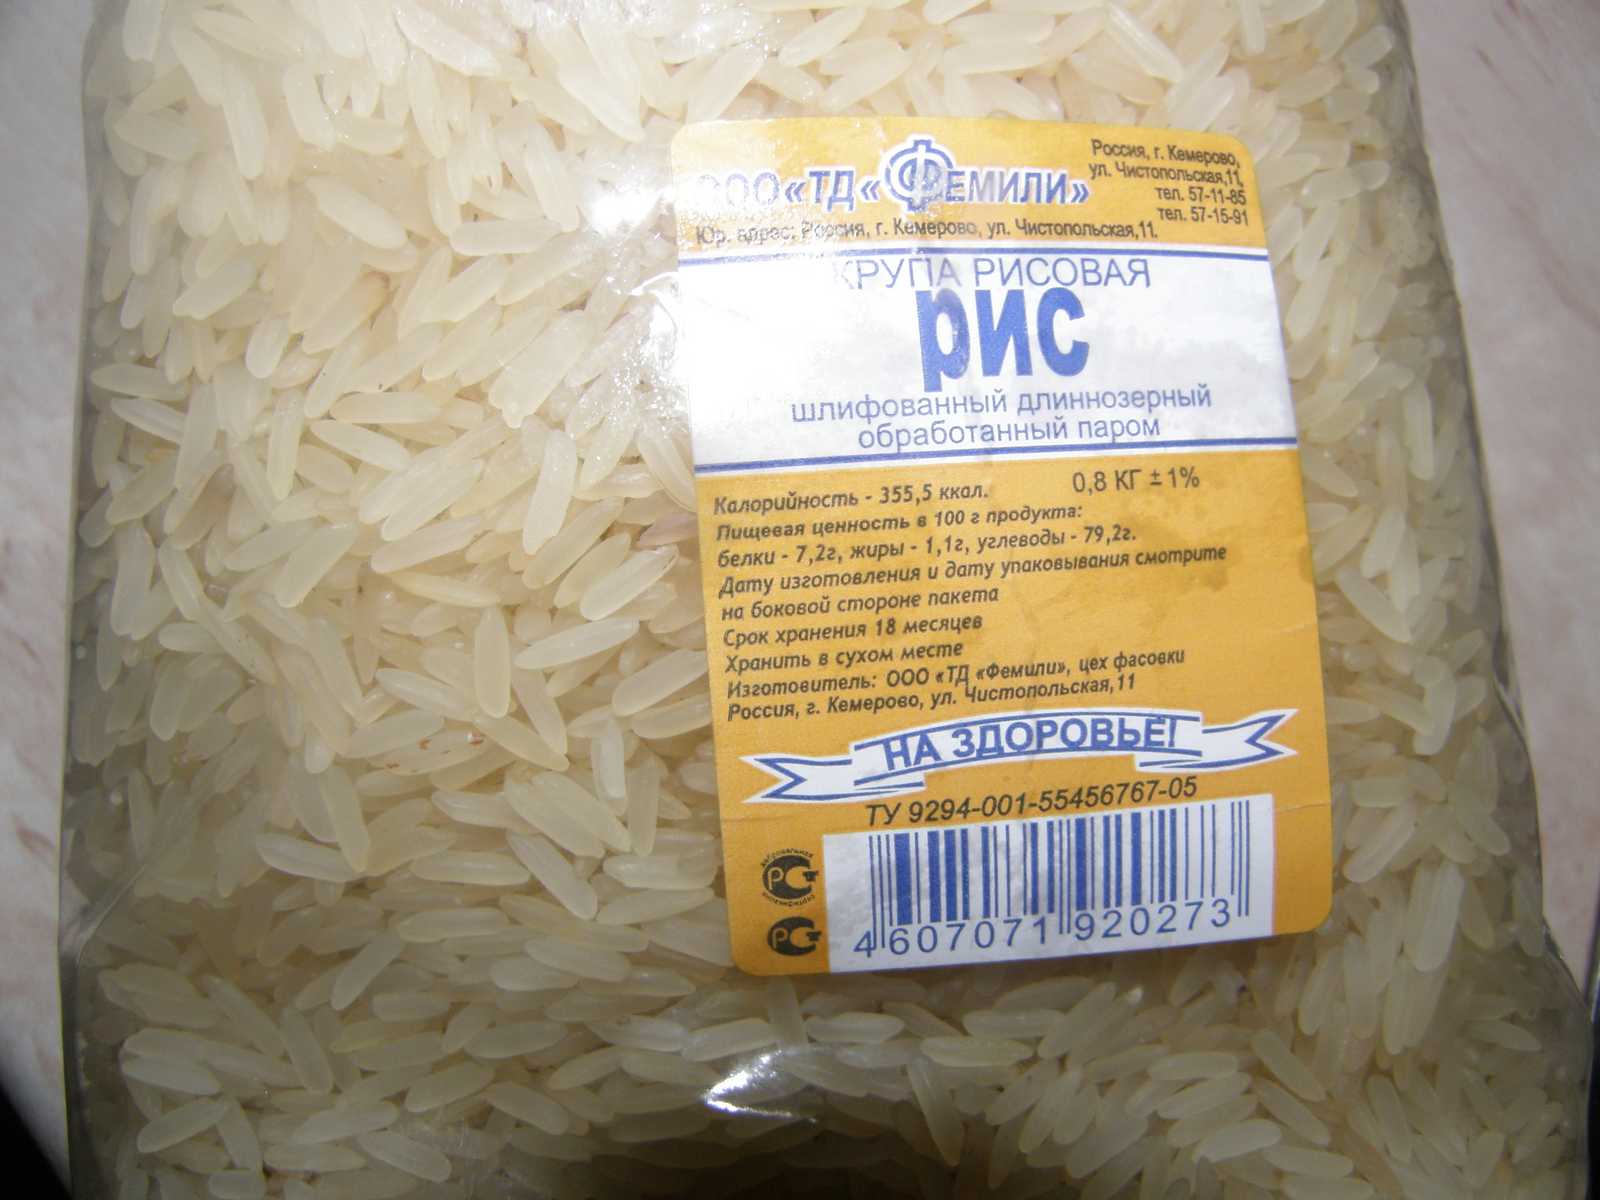 ООО «ТД «ФЕМИЛИ»
Россия, г. Кемерово,
ул. Чистопольская,11,
тел. 57-11-85
тел. 57-15-91
Юр. адрес: Россия, г. Кемерово, ул. Чистопольская,11.
КРУПА РИСОВАЯ
рис
шлифованный длиннозерный
обработанный паром
Калорийность - 355,5 ккал. 0,8 КГ ± 1%
Пищевая ценность в 100 г продукта:
белки - 7,2г, жиры - 1,1г, углеводы - 79,2г.
Дату изготовления и дату упаковывания смотрите
на боковой стороне пакета
Срок хранения 18 месяцев
Хранить в сухом месте
Изготовитель: ООО «ТД «Фемили», цех фасовки
Россия, г. Кемерово, ул. Чистопольская,11
НА ЗДОРОВЬЕ!
ТУ 9294-001-55456767-05
добровольная
РСТ
сертификация
РСТ
4 607071 920273